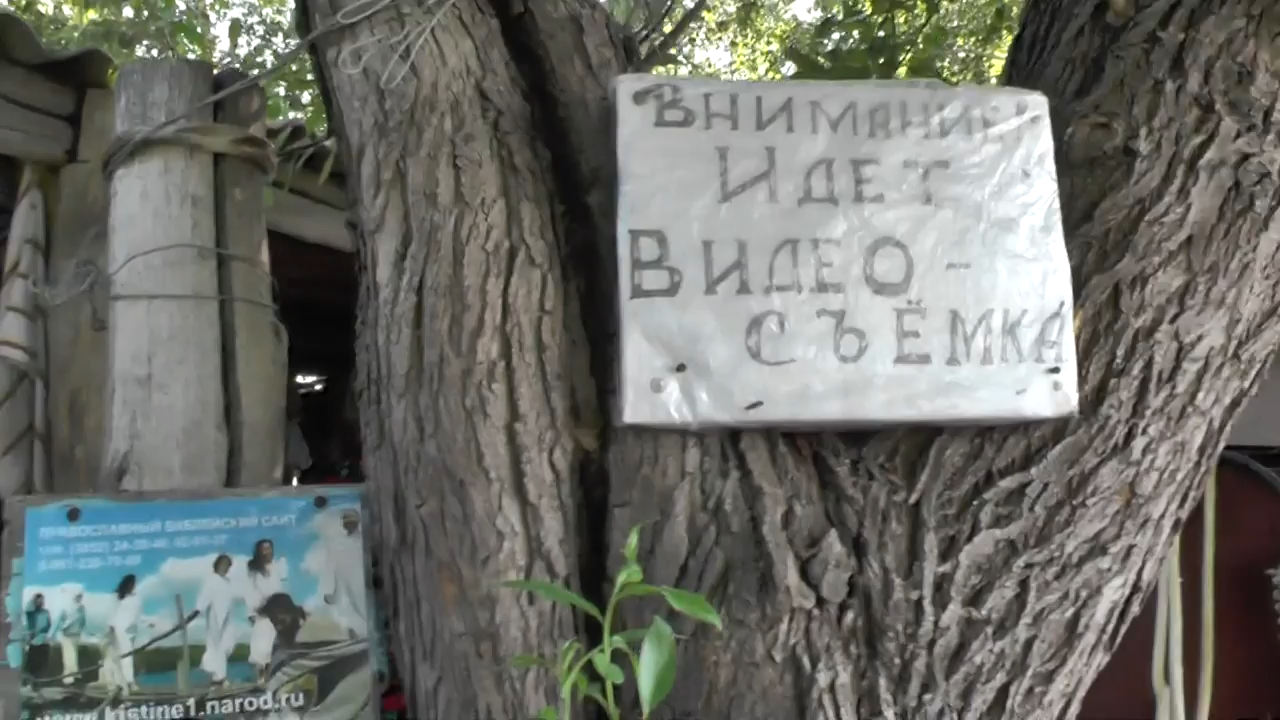 ВНИМАНИЕ!
ИДЕТ
ВИДЕО-
СЪЁМКА
ПРАВОСЛАВНЫЙ БИБЛЕЙСКИЙ САЙТ
www.kistine1.narod.ru